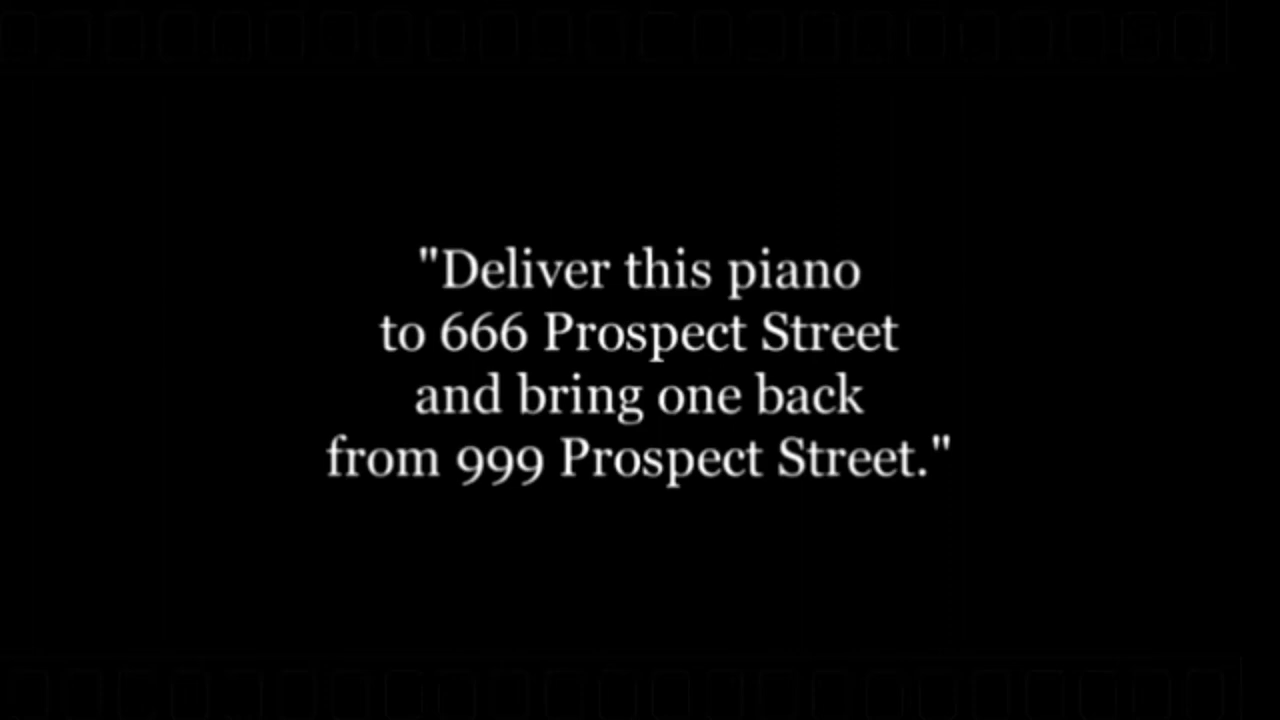 "Deliver this piano
to 666 Prospect Street
and bring one back
from 999 Prospect Street."